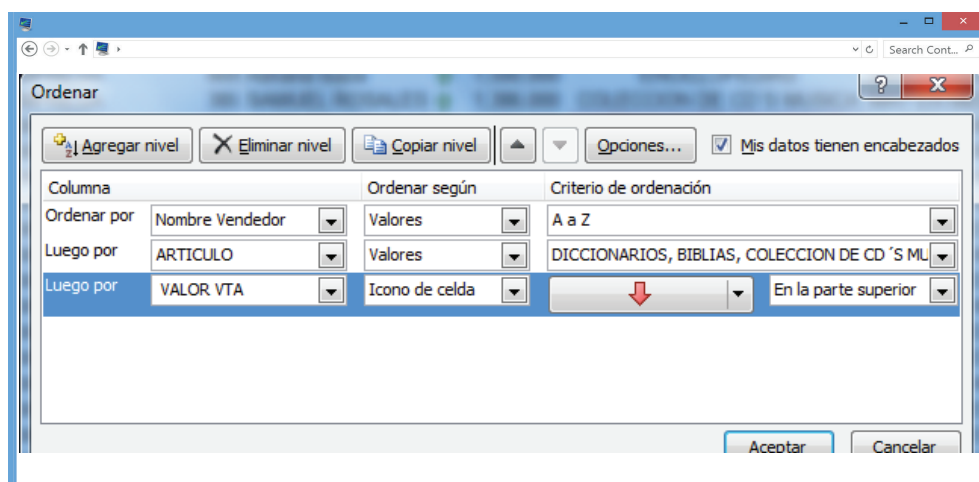 Search Cont...
Ordenar
Agregar nivel Eliminar nivel Copiar nivel Opciones... Mis datos tienen encabezados
Columna Ordenar según Criterio de ordenación
Ordenar por Nombre Vendedor Valores A a Z
Luego por ARTICULO Valores DICCIONARIOS, BIBLIAS, COLECCION DE CD ´S MU
Luego por VALOR VTA Icono de celda En la parte superior
Aceptar Cancelar